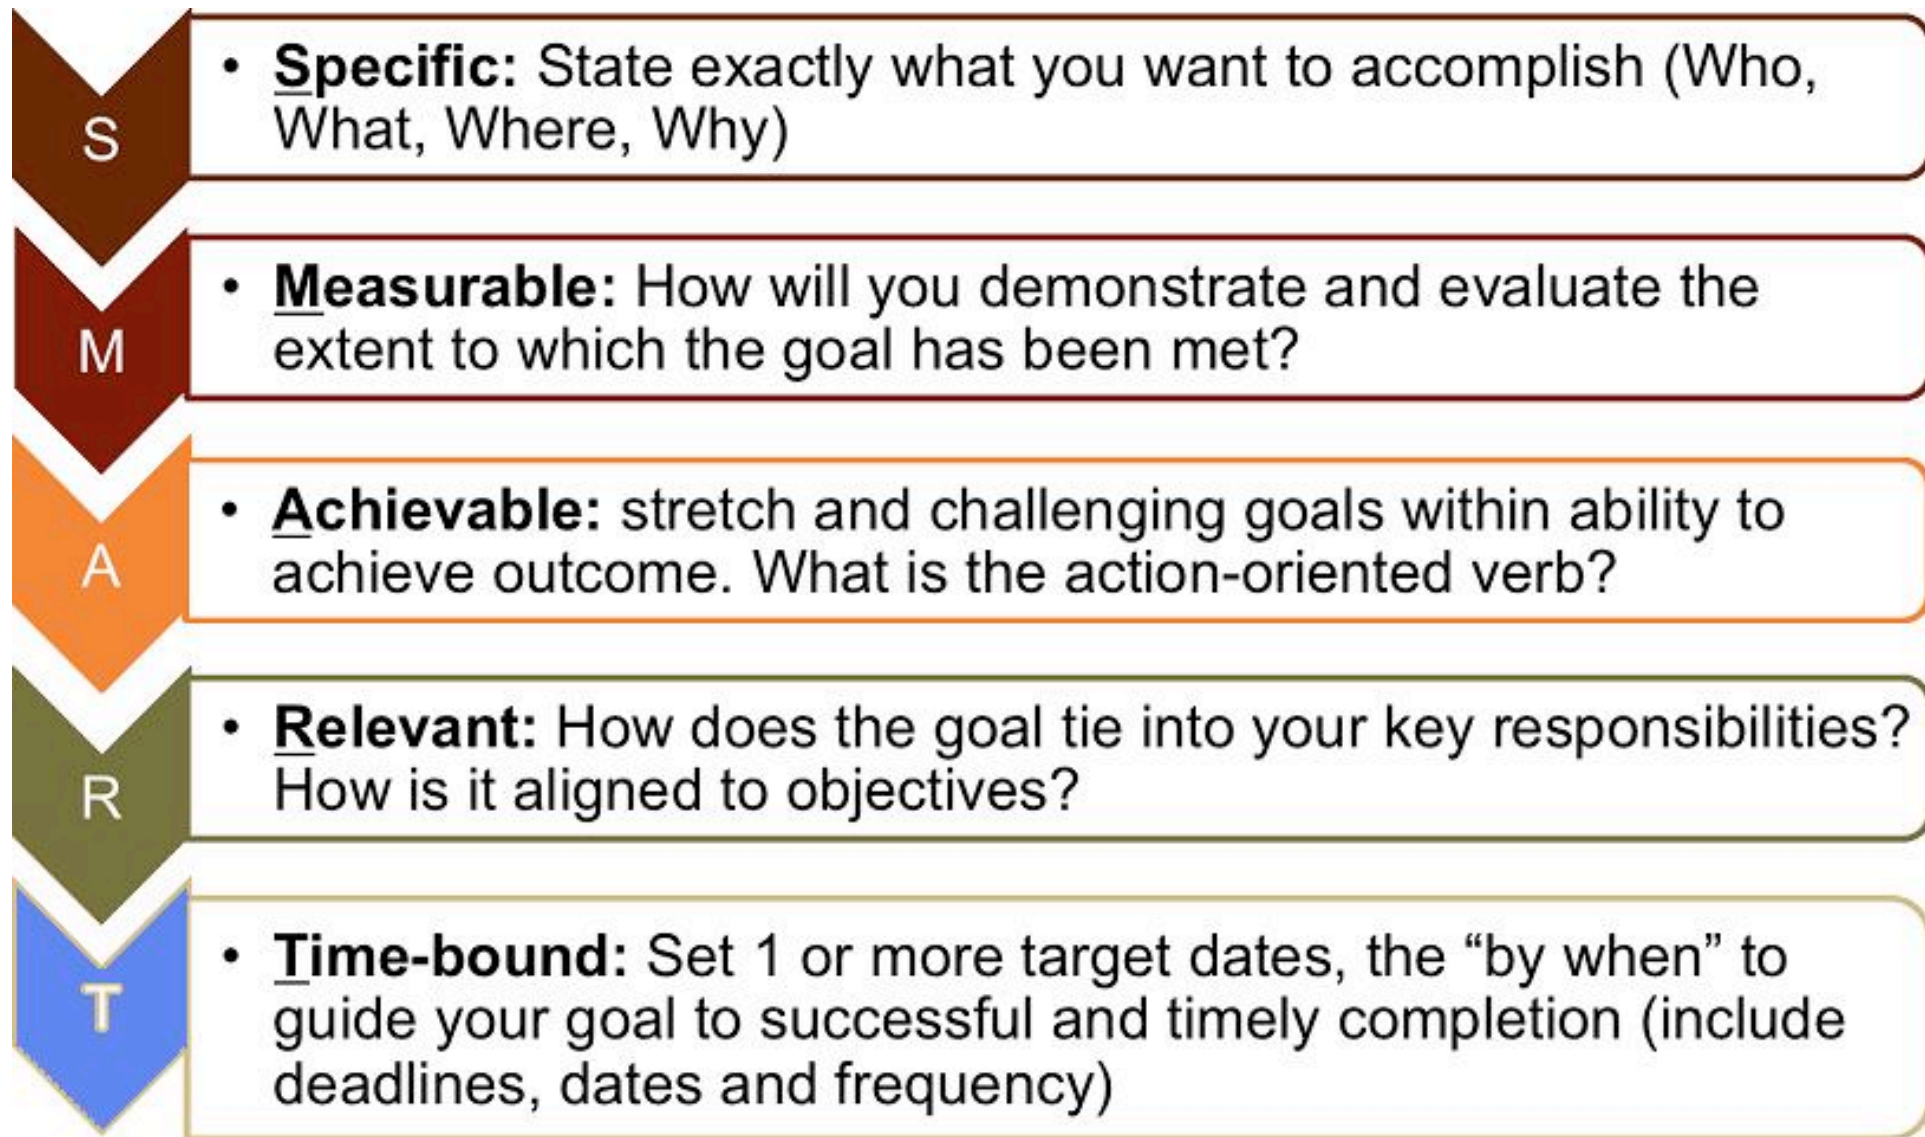 S
• Specific: State exactly what you want to accomplish (Who,
What, Where, Why)
M
• Measurable: How will you demonstrate and evaluate the
extent to which the goal has been met?
A
• Achievable: stretch and challenging goals within ability to
achieve outcome. What is the action-oriented verb?
R
• Relevant: How does the goal tie into your key responsibilities?
How is it aligned to objectives?
T
• Time-bound: Set 1 or more target dates, the “by when” to
guide your goal to successful and timely completion (include
deadlines, dates and frequency)